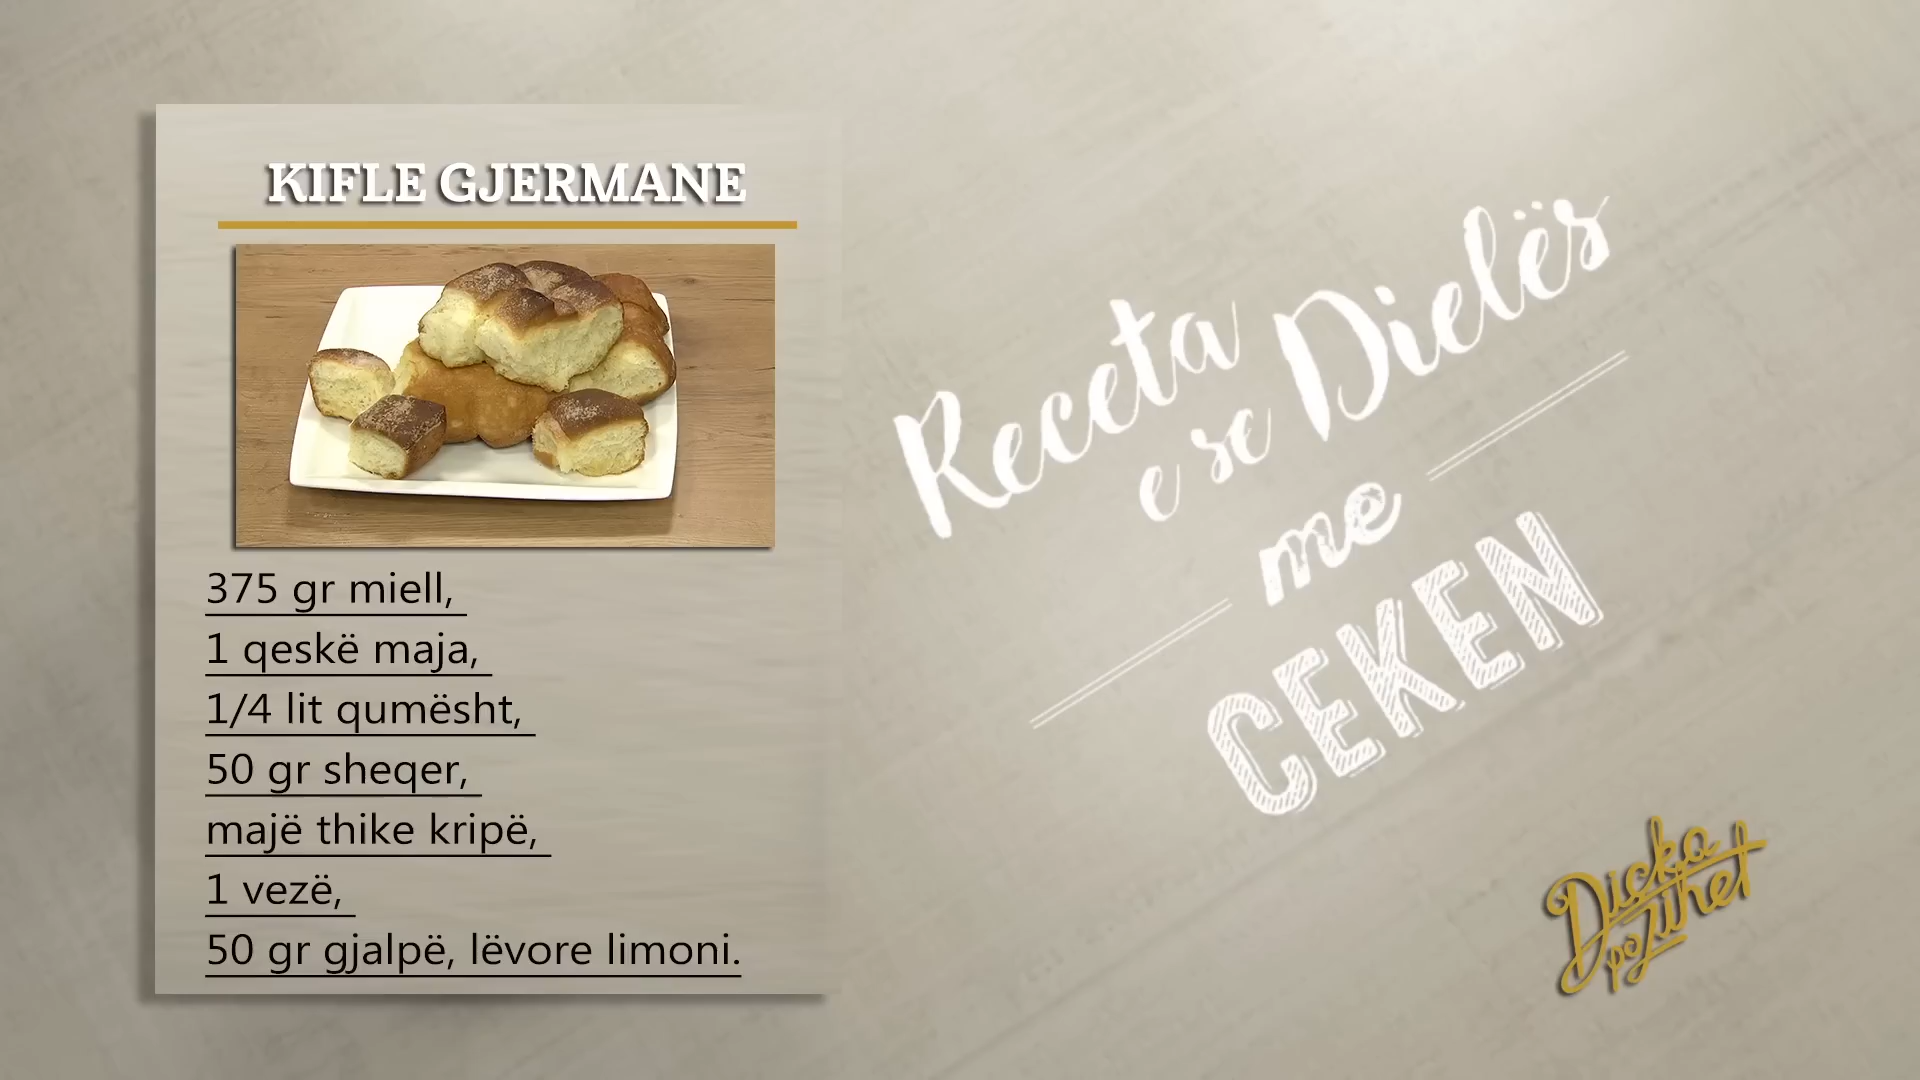 KIFLE GJERMANE
375 gr miell,
1 qeskë maja,
1/4 lit qumësht,
50 gr sheqer,
majë thike kripë,
1 vezë,
50 gr gjalpë, lëvore limoni.
Receta
e se Dielës
me
CEKEN
Dicka
po zihet